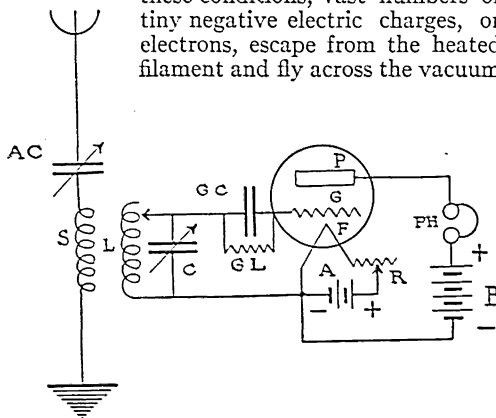 these conditions, vast numbers of
tiny negative electric charges, or
electrons, escape from the heated
filament and fly across the vacuum
AC
S
L
C
GC
GL
P
G
F
A
R
PH
B
+
-
-
+